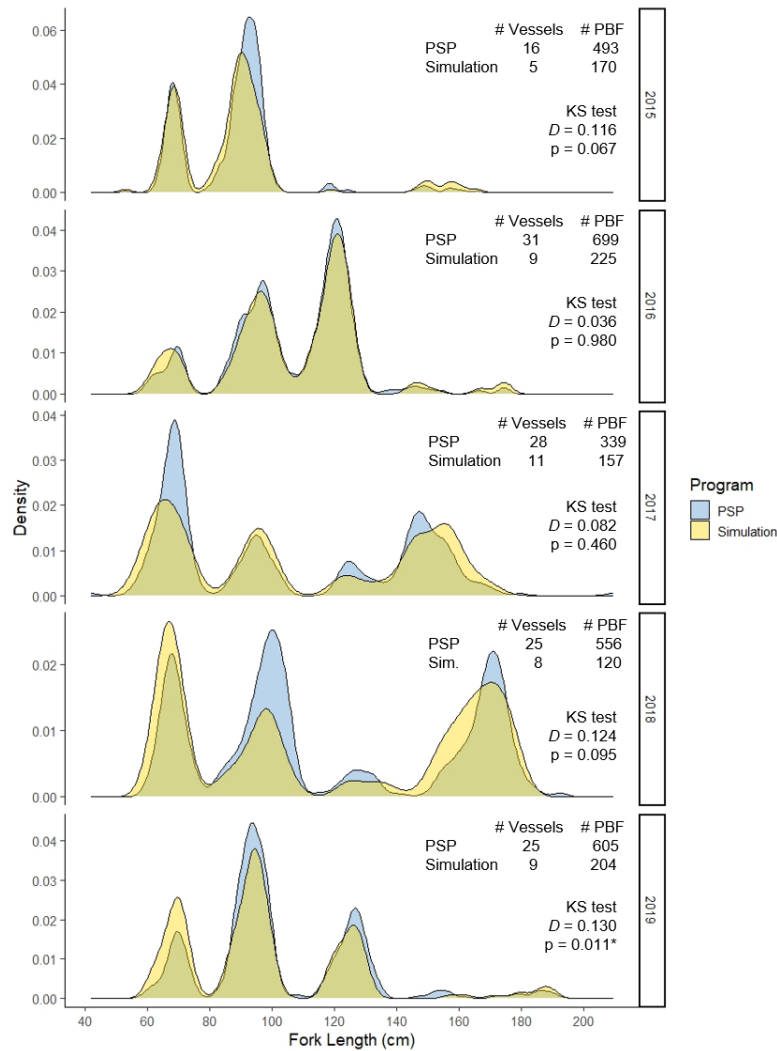 # Vessels # PBF
PSP 16 493
Simulation 5 170
KS test
D = 0.116
p = 0.067
0.06
0.04
0.02
0.00
2015
# Vessels # PBF
PSP 31 699
Simulation 9 225
KS test
D = 0.036
p = 0.980
0.04
0.03
0.02
0.01
0.00
2016
# Vessels # PBF
PSP 28 339
Simulation 11 157
KS test
D = 0.082
p = 0.460
0.04
0.03
0.02
0.01
0.00
2017
Density
Program
PSP
Simulation
# Vessels # PBF
PSP 25 556
Sim. 8 120
KS test
D = 0.124
p = 0.095
0.02
0.01
0.00
2018
# Vessels # PBF
PSP 25 605
Simulation 9 204
KS test
D = 0.130
p = 0.011*
0.04
0.03
0.02
0.01
0.00
2019
40 60 80 100 120 140 160 180 200
Fork Length (cm)